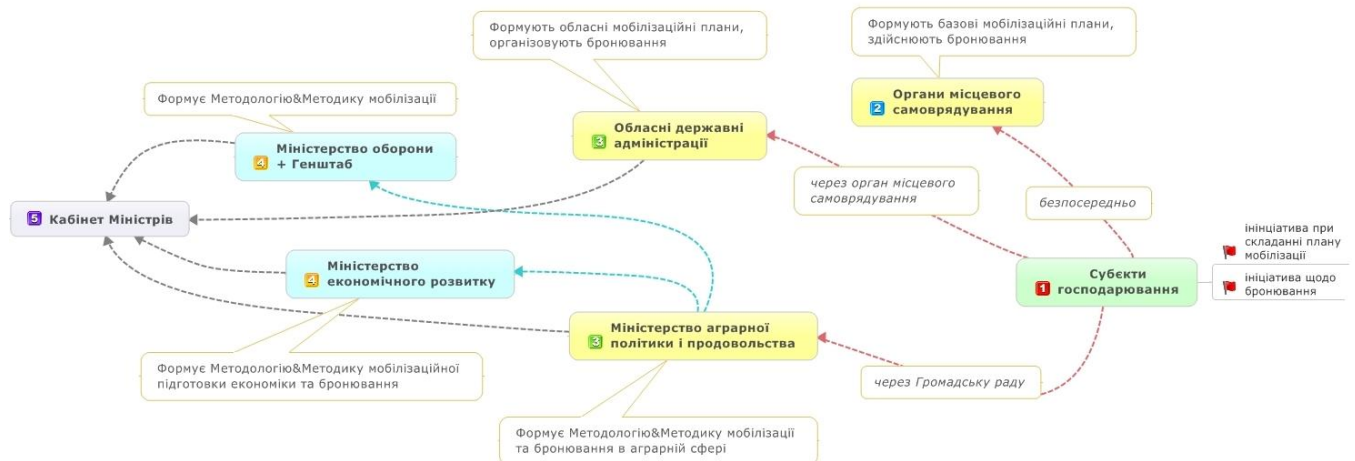 Формують базові мобілізаційні плани,
здійснюють бронювання
Формують обласні мобілізаційні плани,
організовують бронювання
Формує Методологію&Методику мобілізації
2 Органи місцевого
самоврядування
3 Обласні державні
адміністрації
4 Міністерство оборони
+ Генштаб
через орган місцевого
самоврядування
безпосередньо
5 Кабінет Міністрів
4 Міністерство
економічного розвитку
1 Субєкти
господарювання
інінціатива при
складанні плану
мобілізації
ініціатива щодо
бронювання
3 Міністерство аграрної
політики і продовольства
Формує Методологію&Методику мобілізаційної
підготовки економіки та бронювання
через Громадську раду
Формує Методологію&Методику мобілізації
та бронювання в аграрній сфері